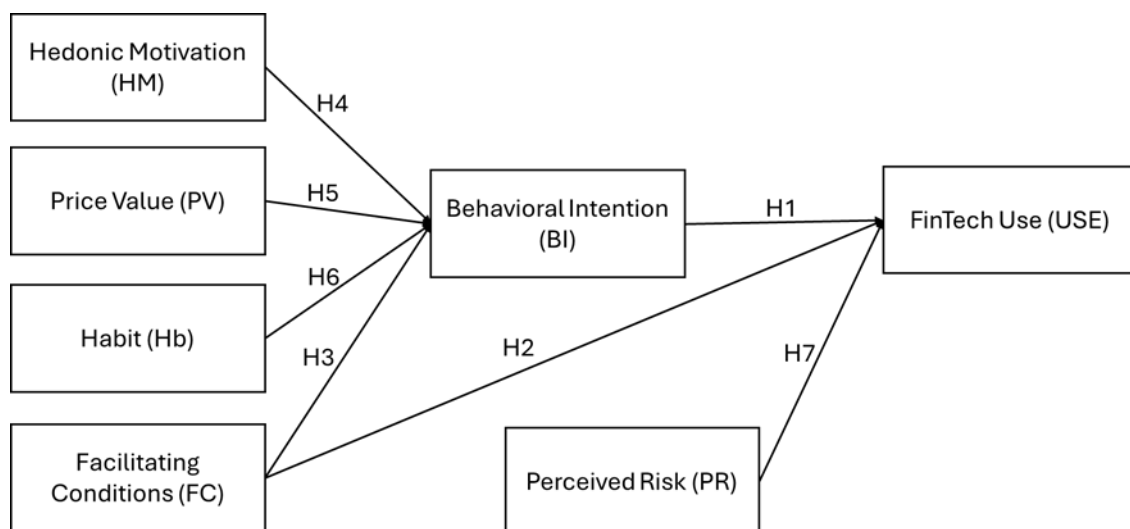 Hedonic Motivation
(HM)
H4
Price Value (PV)
H5
Behavioral Intention
(BI)
H1
FinTech Use (USE)
H6
Habit (Hb)
H3
H2
H7
Facilitating
Conditions (FC)
Perceived Risk (PR)